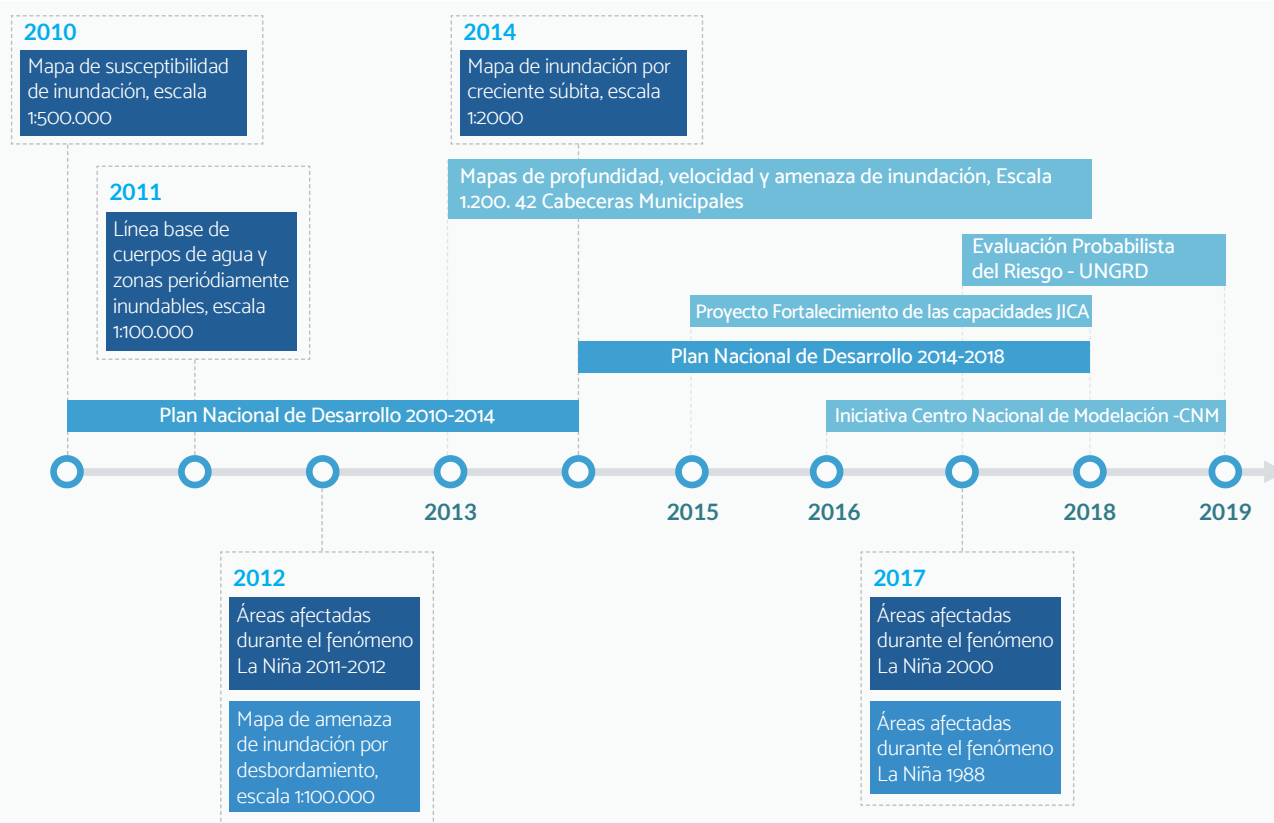 2010
Mapa de susceptibilidad
de inundación, escala
1:500.000
2014
Mapa de inundación por
creciente súbita, escala
1:2000
2011
Línea base de
cuerpos de agua y
zonas periódiamente
inundables, escala
1:100.000
Mapas de profundidad, velocidad y amenaza de inundación, Escala
1.200. 42 Cabeceras Municipales
Evaluación Probabilista
del Riesgo - UNGRD
Proyecto Fortalecimiento de las capacidades JICA
Plan Nacional de Desarrollo 2014-2018
Plan Nacional de Desarrollo 2010-2014
Iniciativa Centro Nacional de Modelación -CNM
2013
2015
2016
2018
2019
2012
Áreas afectadas
durante el fenómeno
La Niña 2011-2012
Mapa de amenaza
de inundación por
desbordamiento,
escala 1:100.000
2017
Áreas afectadas
durante el fenómeno
La Niña 2000
Áreas afectadas
durante el fenómeno
La Niña 1988